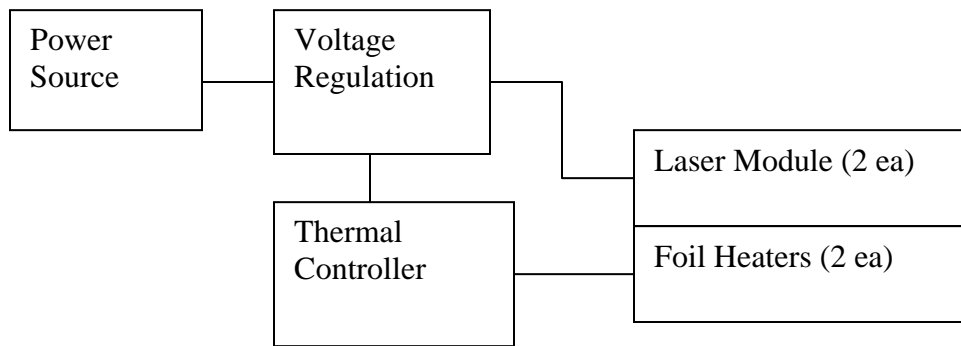 Power
Source
Voltage
Regulation
Laser Module (2 ea)
Thermal
Controller
Foil Heaters (2 ea)